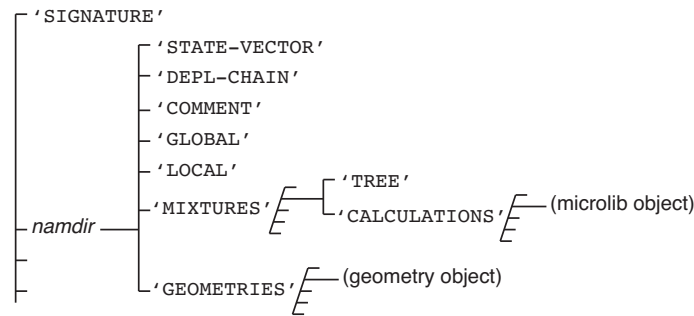 ‘SIGNATURE’
‘STATE-VECTOR’
‘DEPL-CHAIN’
‘COMMENT’
‘GLOBAL’
‘LOCAL’
‘TREE’
‘MIXTURES’
‘CALCULATIONS’ (microlib object)
namdir
‘GEOMETRIES’ (geometry object)